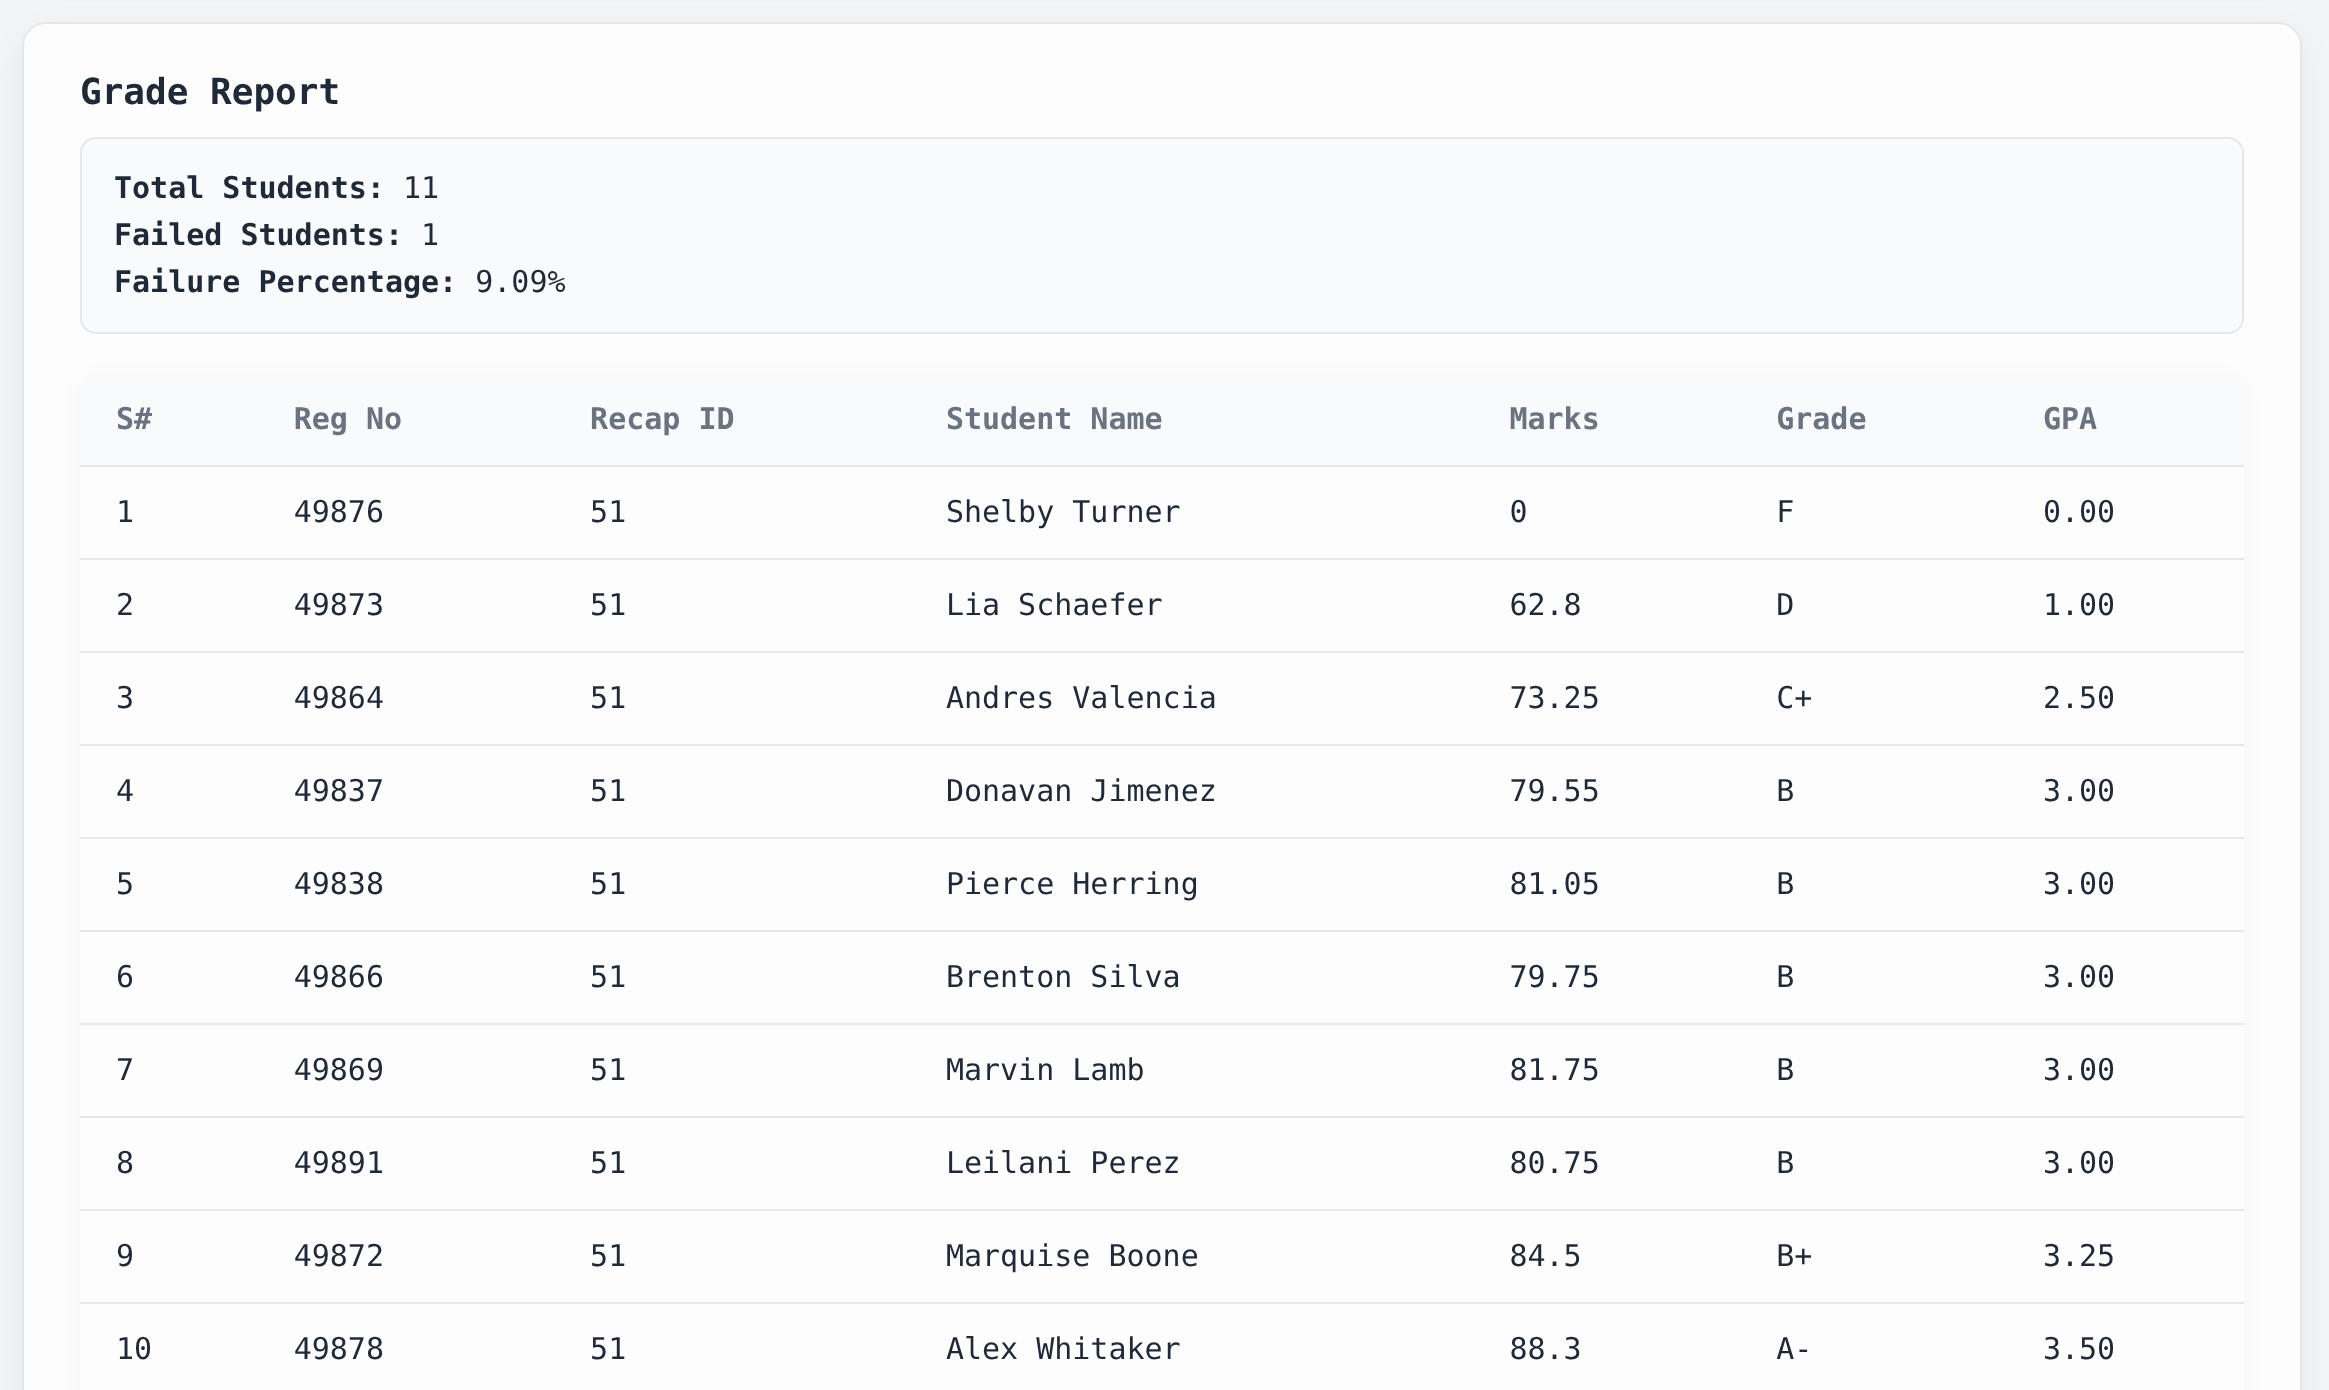 Grade Report
Total Students: 11
Failed Students: 1
Failure Percentage: 9.09%
S# Reg No Recap ID Student Name Marks Grade GPA
1 49876 51 Shelby Turner 0 F 0.00
2 49873 51 Lia Schaefer 62.8 D 1.00
3 49864 51 Andres Valencia 73.25 C+ 2.50
4 49837 51 Donavan Jimenez 79.55 B 3.00
5 49838 51 Pierce Herring 81.05 B 3.00
6 49866 51 Brenton Silva 79.75 B 3.00
7 49869 51 Marvin Lamb 81.75 B 3.00
8 49891 51 Leilani Perez 80.75 B 3.00
9 49872 51 Marquise Boone 84.5 B+ 3.25
10 49878 51 Alex Whitaker 88.3 A- 3.50